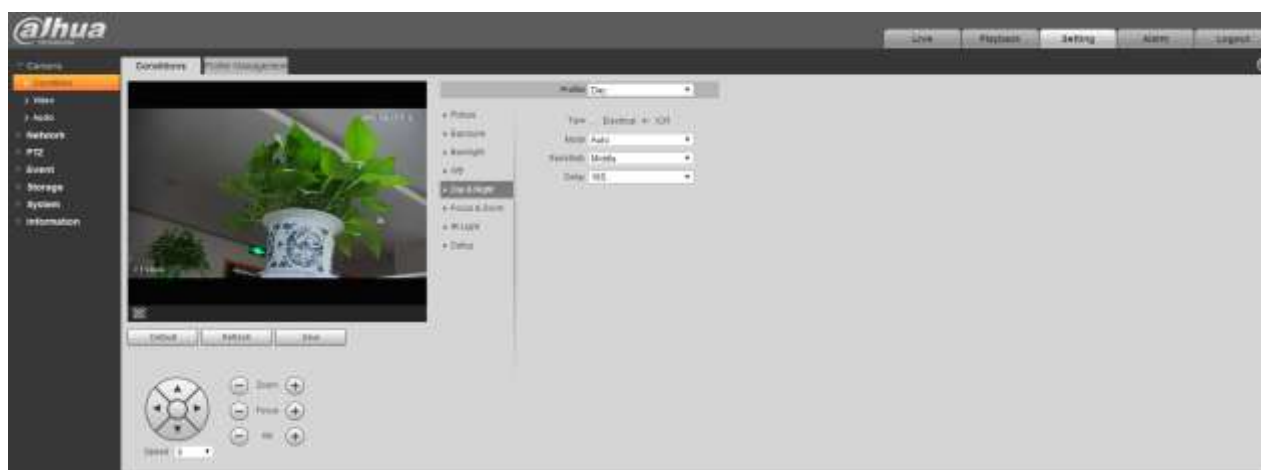 alhua
Live
Playback
Setting
Alarm
Logout
Camera
Conditions
Video
Audio
Network
PTZ
Event
Storage
System
Information
Conditions
Profile Management
Profile Day
Picture
Exposure
Backlight
WB
Day & Night
Focus & Zoom
IR Light
Defog
Type Electrical ICR
Mode Auto
Sensitivity Middle
Delay
Default
Refresh
Save
Zoom
Focus
Iris
Speed